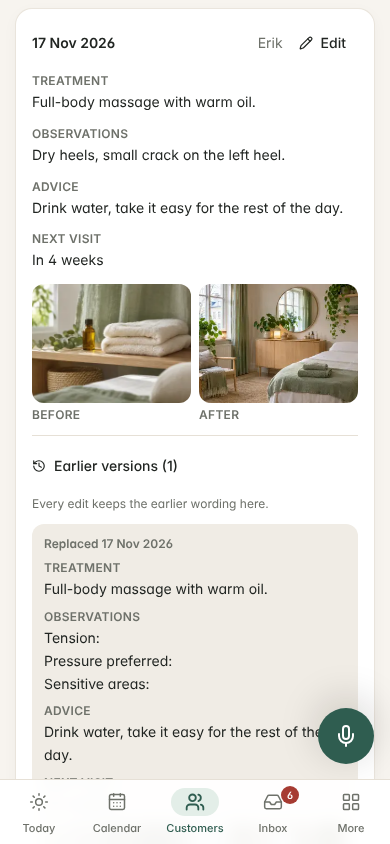 17 Nov 2026 Erik Edit
TREATMENT
Full-body massage with warm oil.
OBSERVATIONS
Dry heels, small crack on the left heel.
ADVICE
Drink water, take it easy for the rest of the day.
NEXT VISIT
In 4 weeks
BEFORE AFTER
Earlier versions (1)
Every edit keeps the earlier wording here.
Replaced 17 Nov 2026
TREATMENT
Full-body massage with warm oil.
OBSERVATIONS
Tension:
Pressure preferred:
Sensitive areas:
ADVICE
Drink water, take it easy for the rest of the
day.
6
Today Calendar Customers Inbox More